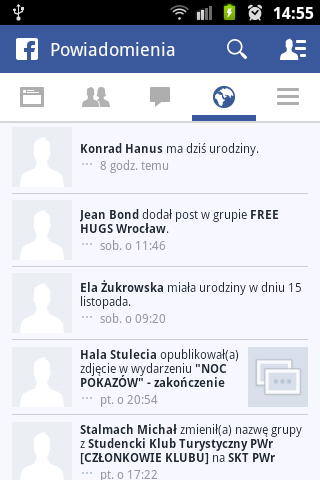 14:55
f Powiadomienia
Konrad Hanus ma dziś urodziny.
8 godz. temu
Jean Bond dodał post w grupie FREE
HUGS Wrocław.
sob. o 11:46
Ela Żukrowska miała urodziny w dniu 15
listopada.
sob. o 09:20
Hala Stulecia opublikował(a)
zdjęcie w wydarzeniu "NOC
POKAZÓW" - zakończenie
pt. o 20:54
Stalmach Michał zmienił(a) nazwę grupy
z Studencki Klub Turystyczny PWr
[CZŁONKOWIE KLUBU] na SKT PWr
pt. o 17:22